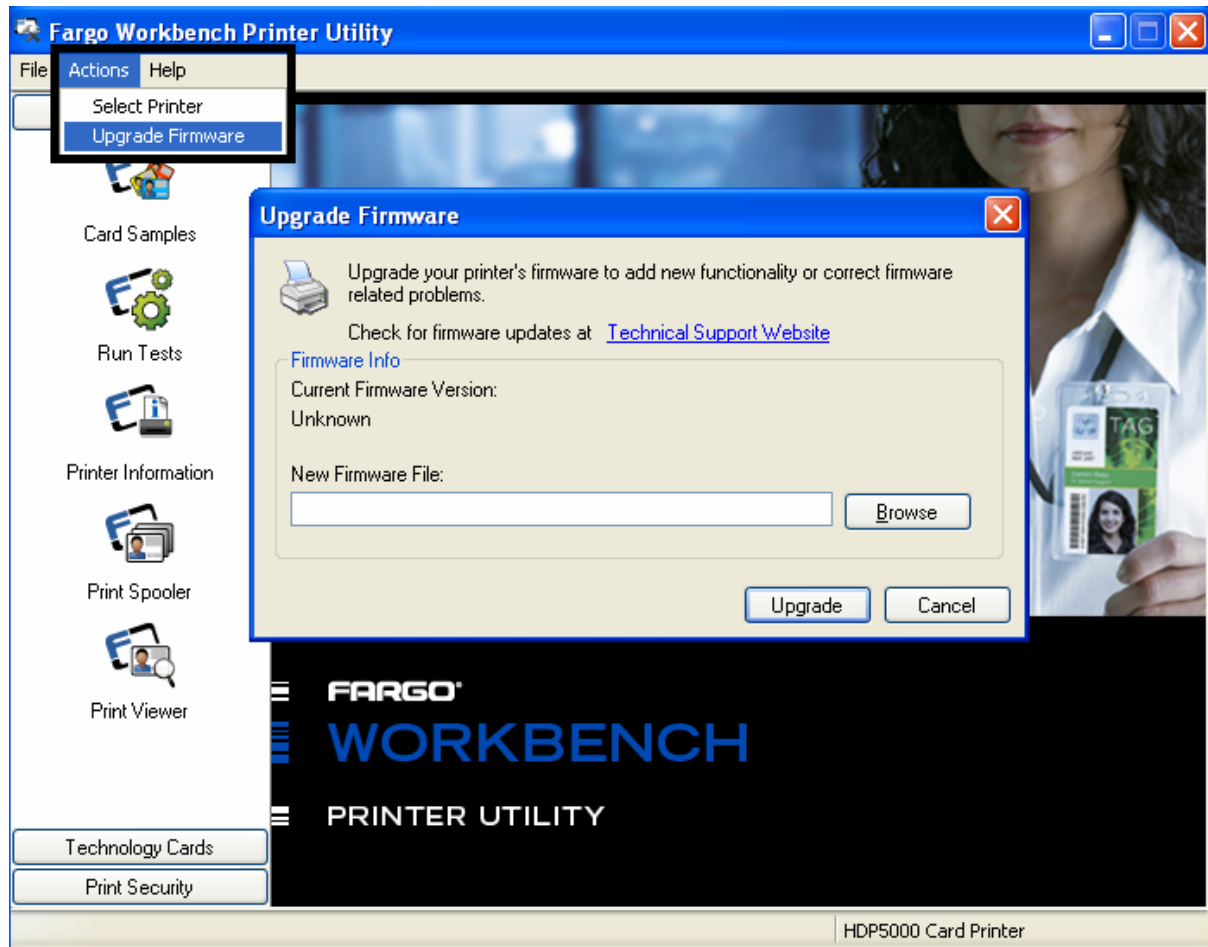 Fargo Workbench Printer Utility
File Actions Help
Select Printer
Upgrade Firmware
Card Samples
Run Tests
Printer Information
Print Spooler
Print Viewer
Technology Cards
Print Security
Upgrade Firmware
Upgrade your printer's firmware to add new functionality or correct firmware
related problems.
Check for firmware updates at Technical Support Website
Firmware Info
Current Firmware Version:
Unknown
New Firmware File:
Browse
Upgrade Cancel
TAG
FARGO
WORKBENCH
PRINTER UTILITY
HDP5000 Card Printer